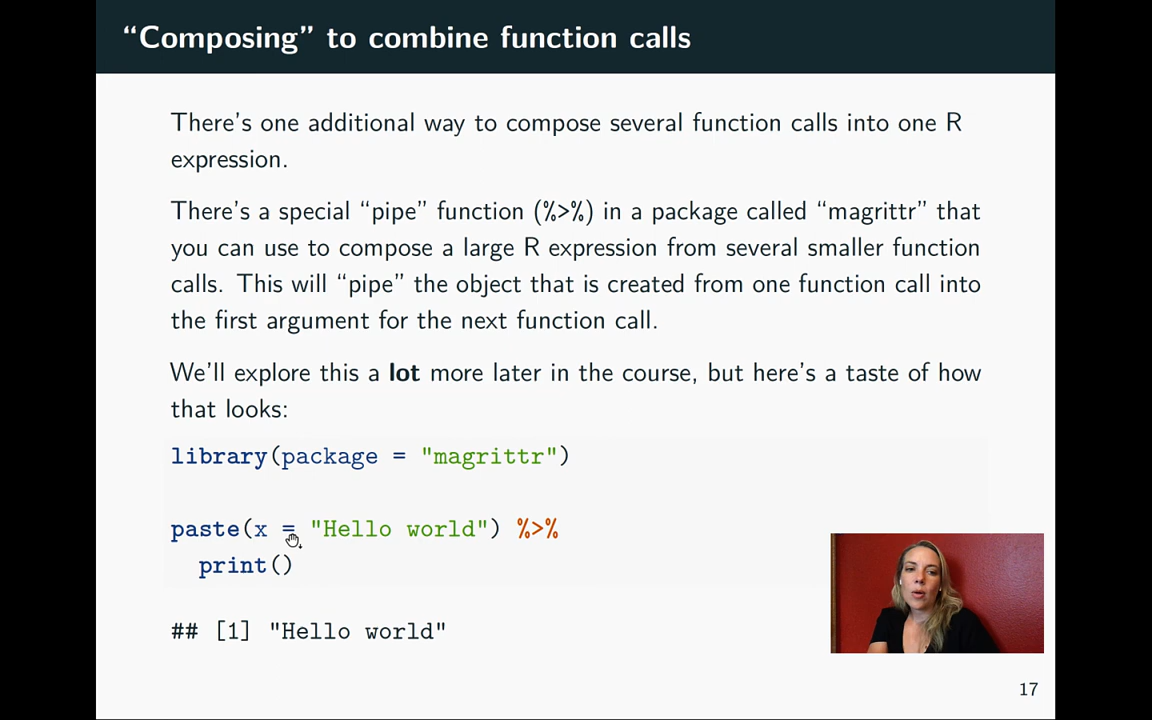 “Composing” to combine function calls
There’s one additional way to compose several function calls into one R
expression.
There’s a special “pipe” function (%>%) in a package called “magrittr” that
you can use to compose a large R expression from several smaller function
calls. This will “pipe” the object that is created from one function call into
the first argument for the next function call.
We’ll explore this a lot more later in the course, but here’s a taste of how
that looks:
library(package = "magrittr")
paste(x = "Hello world") %>%
print()
## [1] "Hello world"
17